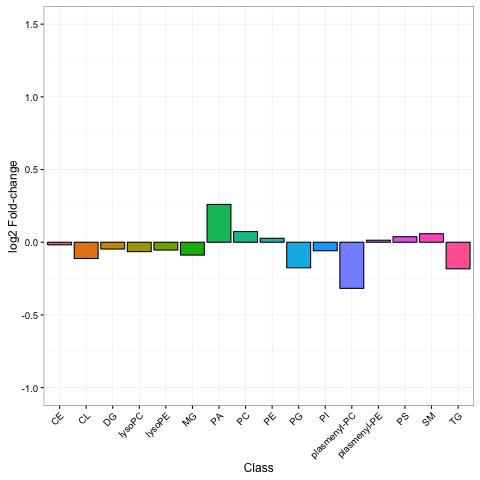 log2 Fold-change
1.5
1.0
0.5
0.0
-0.5
-1.0
CE
CL
DG
lysoPC
lysoPE
MG
PA
PC
PE
PG
PI
plasmenyl-PC
plasmenyl-PE
PS
SM
TG
Class